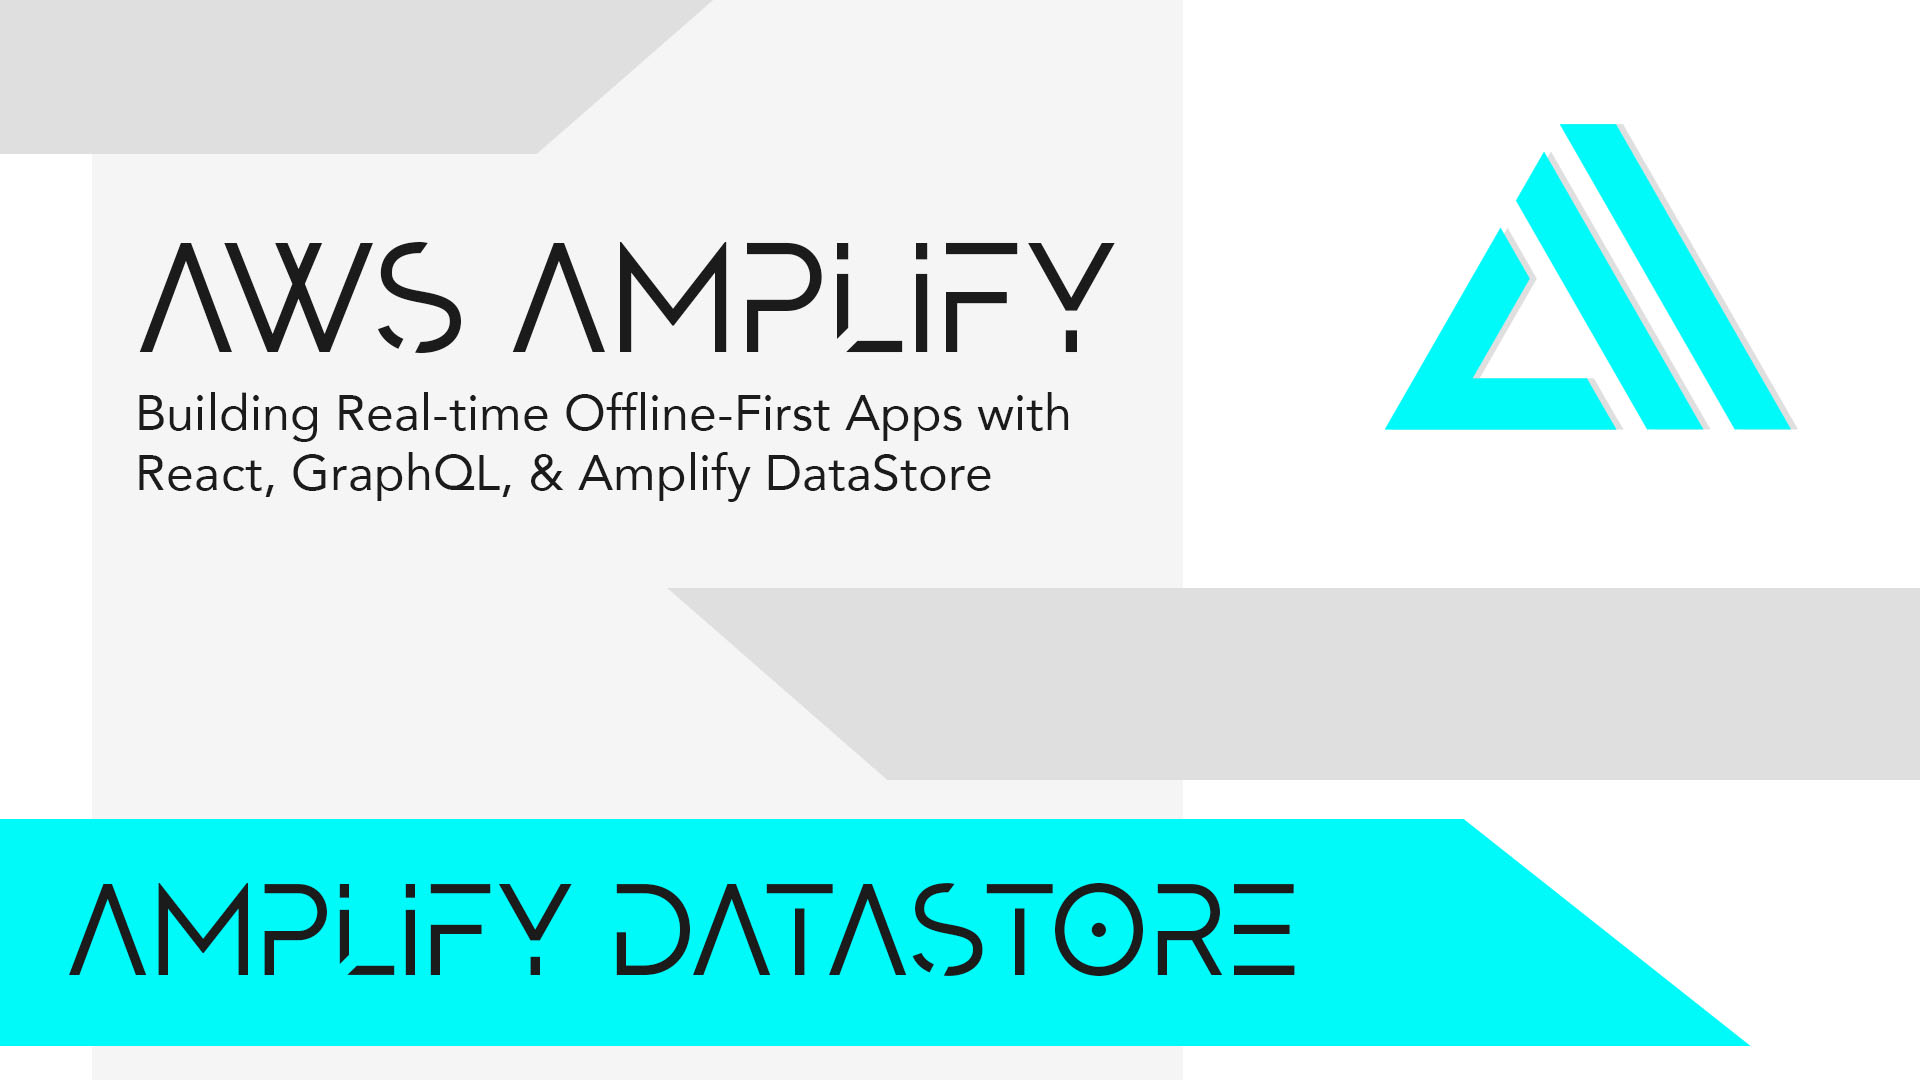 AWS AMPLiFY
Building Real-time Offline-First Apps with
React, GraphQL, & Amplify DataStore
AMPLiFY DATASTORE